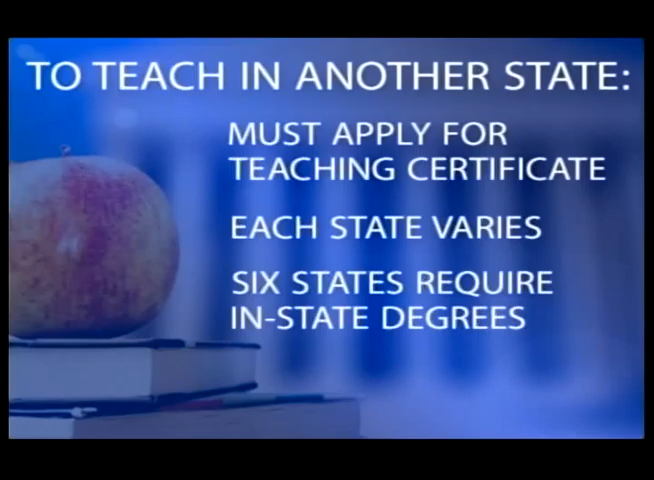 TO TEACH IN ANOTHER STATE:
MUST APPLY FOR
TEACHING CERTIFICATE
EACH STATE VARIES
SIX STATES REQUIRE
IN-STATE DEGREES